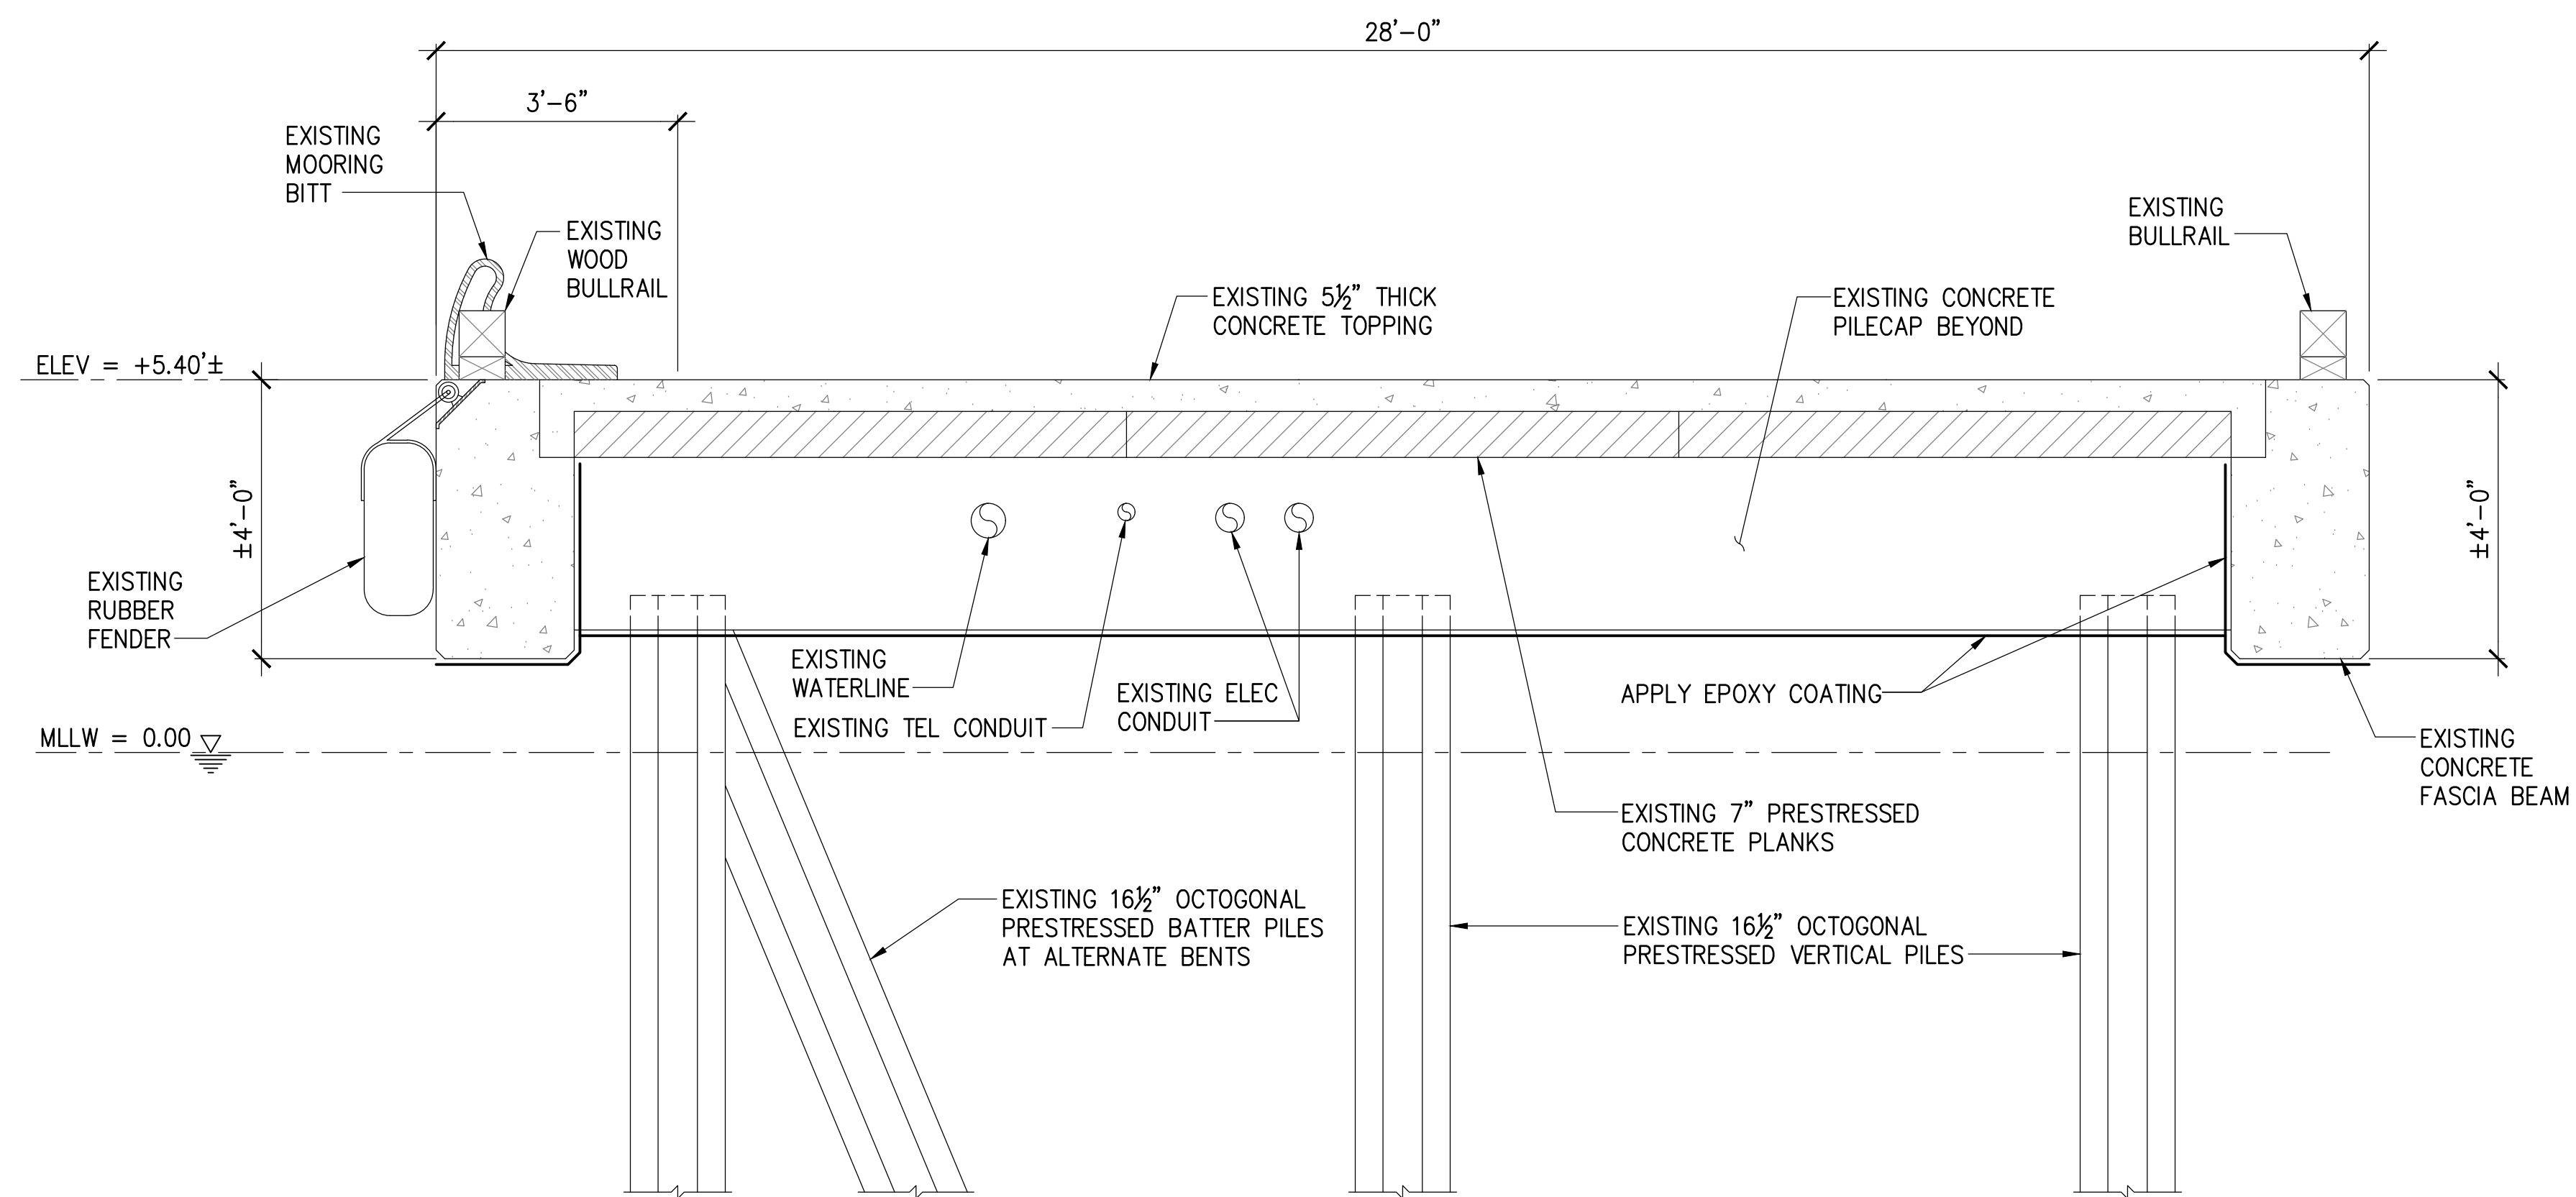 28'-0"
3'-6"
EXISTING
MOORING
BITT
EXISTING
WOOD
BULLRAIL
EXISTING
BULLRAIL
EXISTING 5½" THICK
CONCRETE TOPPING
EXISTING CONCRETE
PILECAP BEYOND
ELEV = +5.40'±
±4'-0"
±4'-0"
EXISTING
RUBBER
FENDER
EXISTING
WATERLINE
EXISTING TEL CONDUIT
EXISTING ELEC
CONDUIT
APPLY EPOXY COATING
MLLW = 0.00
EXISTING
CONCRETE
FASCIA BEAM
EXISTING 7" PRESTRESSED
CONCRETE PLANKS
EXISTING 16½" OCTOGONAL
PRESTRESSED BATTER PILES
AT ALTERNATE BENTS
EXISTING 16½" OCTOGONAL
PRESTRESSED VERTICAL PILES